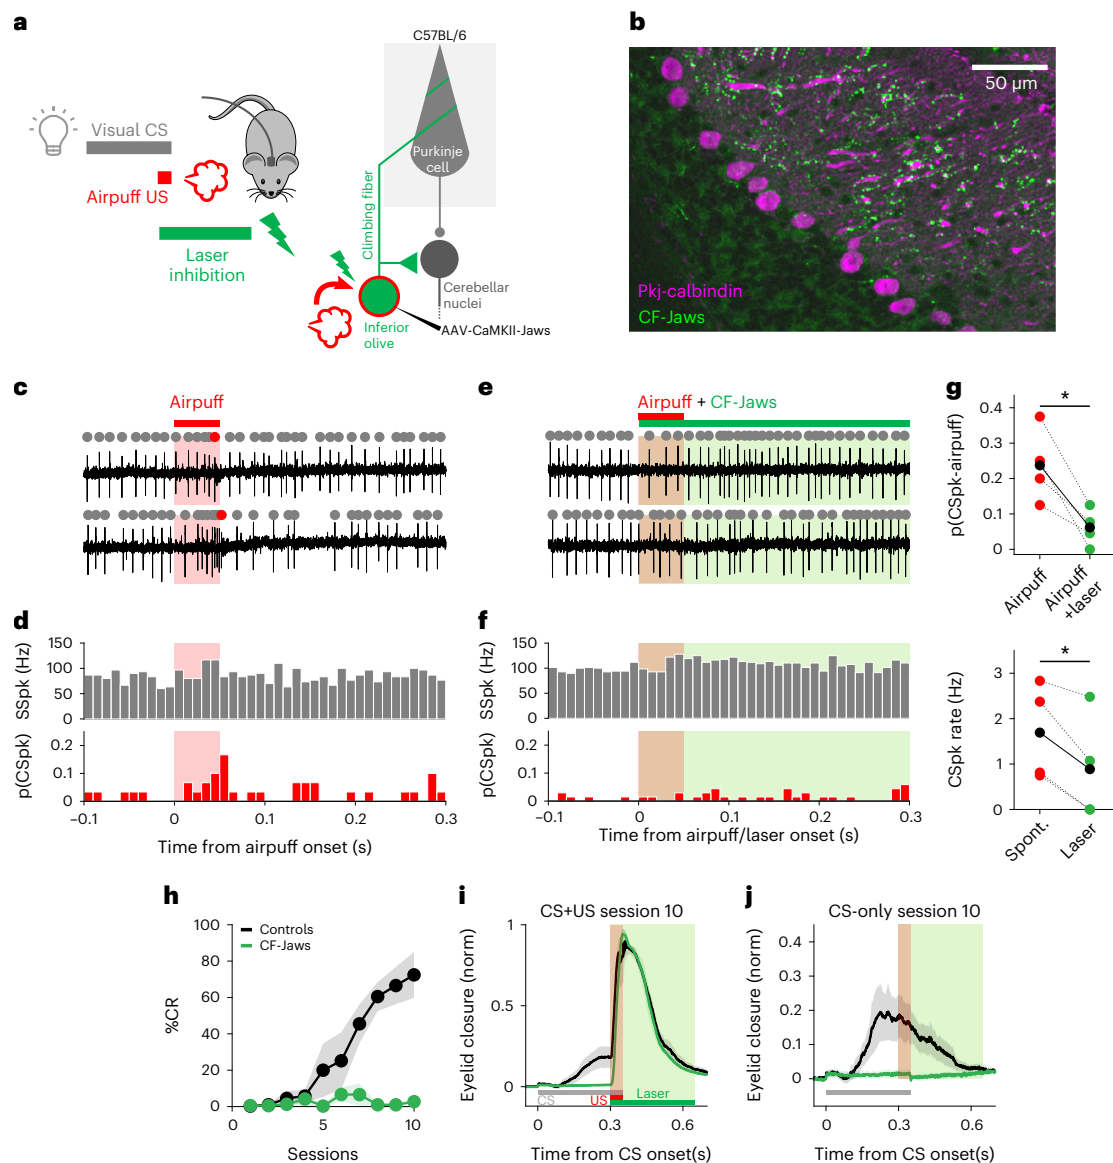 a
C57BL/6
Visual CS
Airpuff US
Laser
inhibition
Purkinje
cell
Climbing fiber
Cerebellar
nuclei
Inferior
olive
AAV-CaMKII-Jaws
b
50 µm
Pkj-calbindin
CF-Jaws
c
Airpuff
d
SSpk (Hz)
150
100
50
0
p(CSpk)
0.2
0.1
0
–0.1 0 0.1 0.2 0.3
Time from airpuff onset (s)
e
Airpuff + CF-Jaws
f
SSpk (Hz)
150
100
50
0
p(CSpk)
0.2
0.1
0
–0.1 0 0.1 0.2 0.3
Time from airpuff/laser onset (s)
g
p(CSpk-airpuff)
0.4
0.3
0.2
0.1
0
*
Airpuff
Airpuff
+laser
CSpk rate (Hz)
3
2
1
0
*
Spont.
Laser
h
%CR
100
80
60
40
20
0
Controls
CF-Jaws
0 5 10
Sessions
i
CS+US session 10
Eyelid closure (norm)
1
0.5
0
CS
US
Laser
0 0.3 0.6
Time from CS onset(s)
j
CS-only session 10
Eyelid closure (norm)
0.4
0.3
0.2
0.1
0
0 0.3 0.6
Time from CS onset(s)